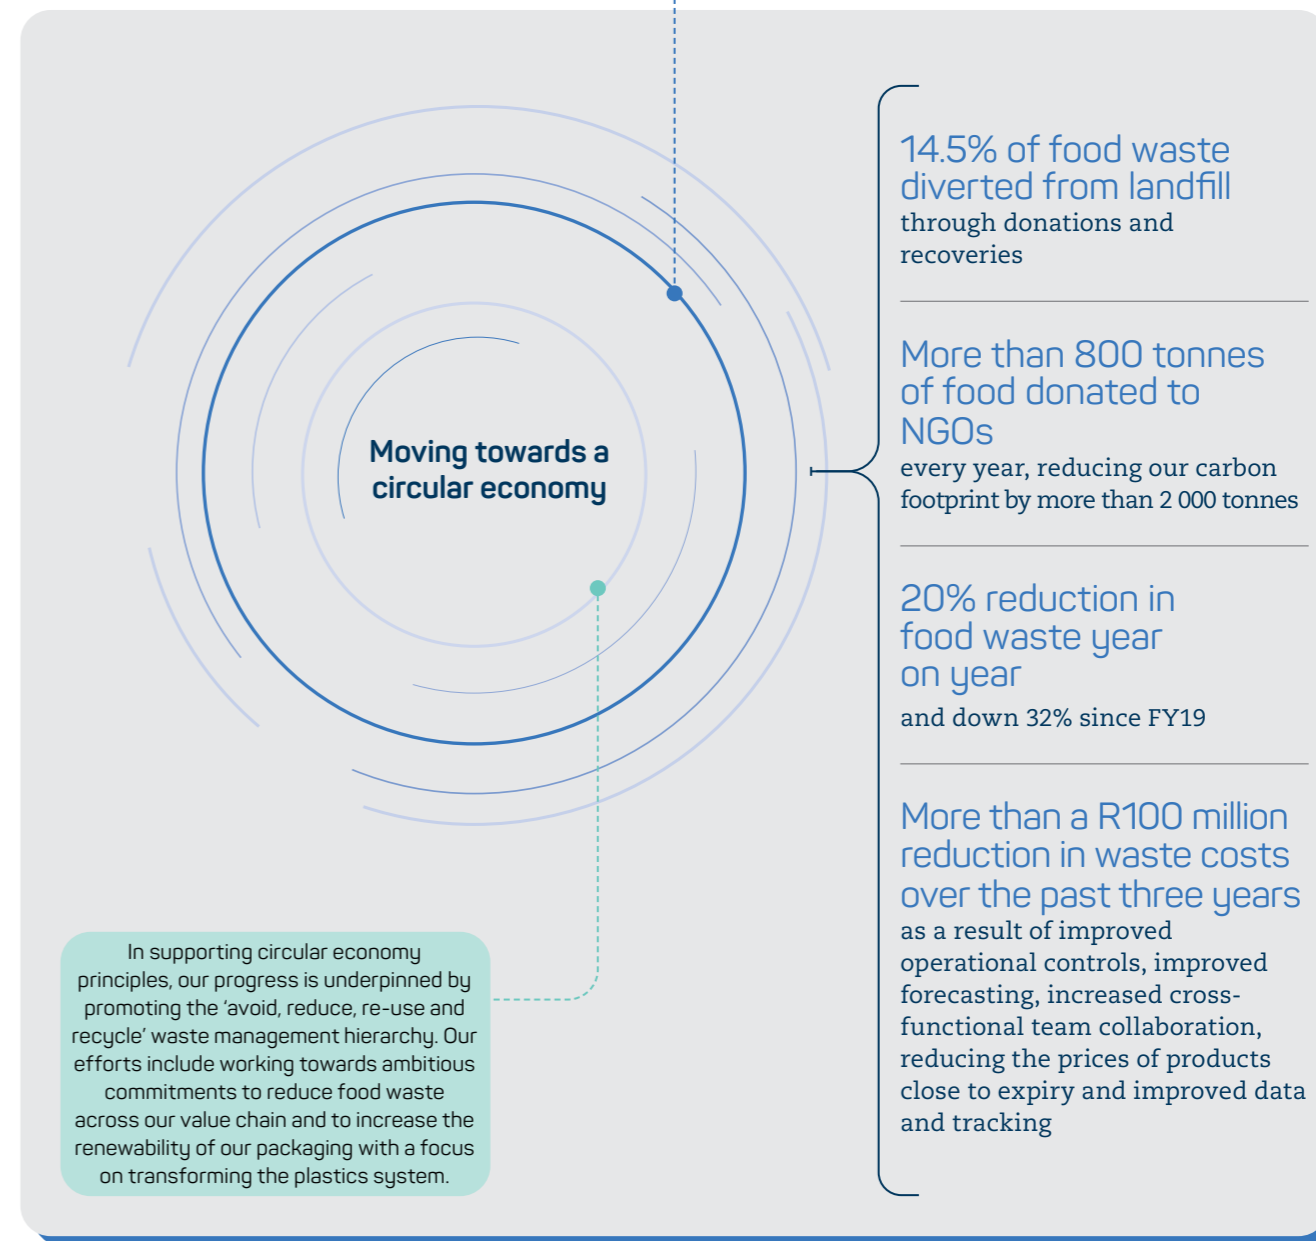 Moving towards a
circular economy
In supporting circular economy
principles, our progress is underpinned by
promoting the ‘avoid, reduce, re-use and
recycle’ waste management hierarchy. Our
efforts include working towards ambitious
commitments to reduce food waste
across our value chain and to increase the
renewability of our packaging with a focus
on transforming the plastics system.
14.5% of food waste
diverted from landfill
through donations and
recoveries
More than 800 tonnes
of food donated to
NGOs
every year, reducing our carbon
footprint by more than 2 000 tonnes
20% reduction in
food waste year
on year
and down 32% since FY19
More than a R100 million
reduction in waste costs
over the past three years
as a result of improved
operational controls, improved
forecasting, increased cross-
functional team collaboration,
reducing the prices of products
close to expiry and improved data
and tracking